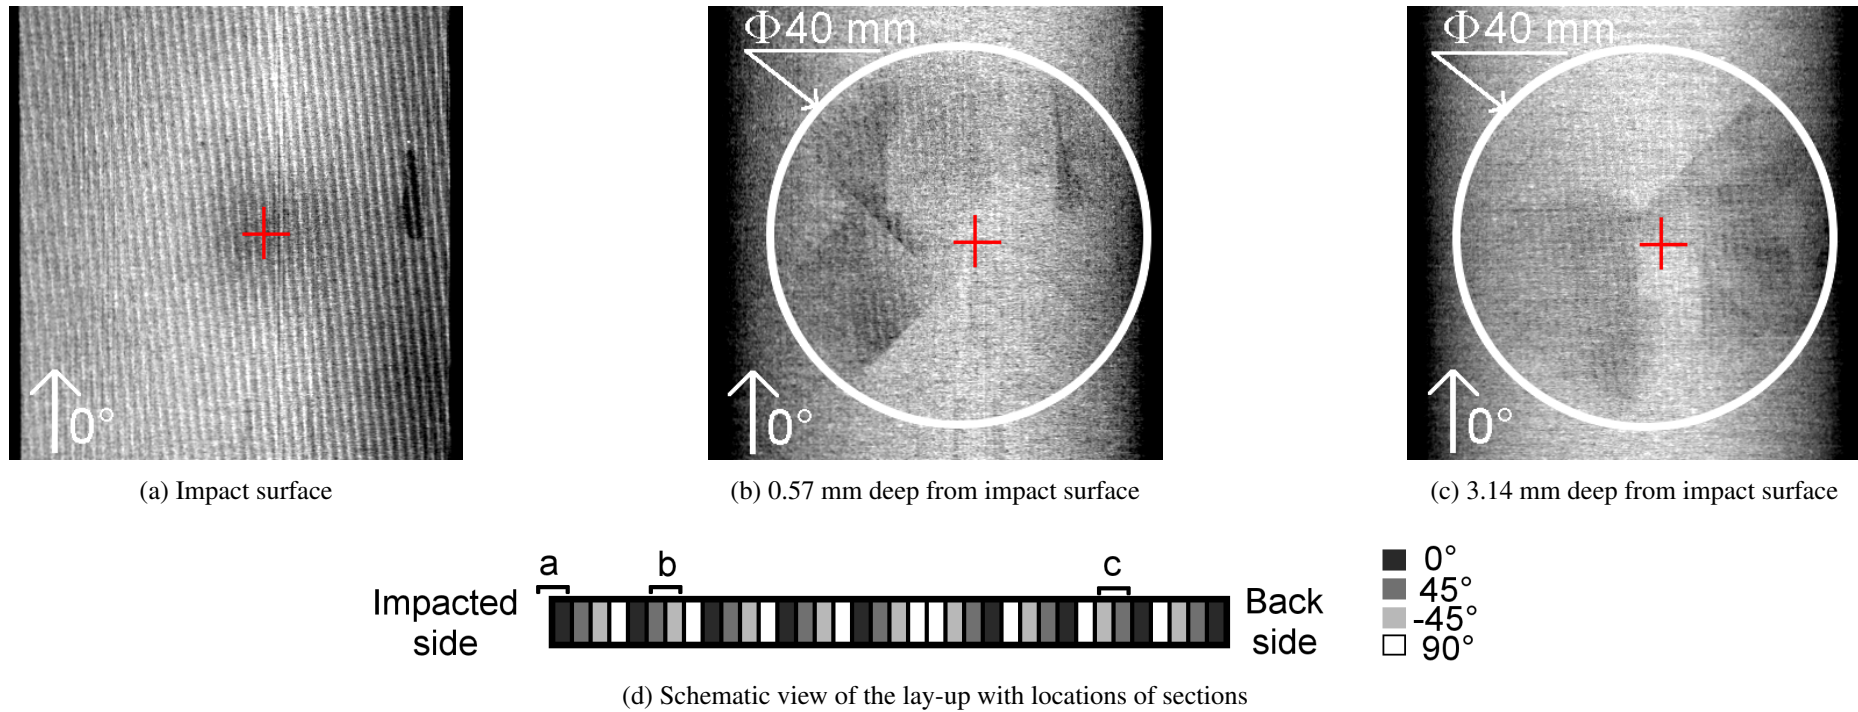 Φ40 mm
Φ40 mm
0°
0°
0°
(a) Impact surface
(b) 0.57 mm deep from impact surface
(c) 3.14 mm deep from impact surface
a
b
c
Impacted
side
Back
side
0°
45°
-45°
90°
(d) Schematic view of the lay-up with locations of sections